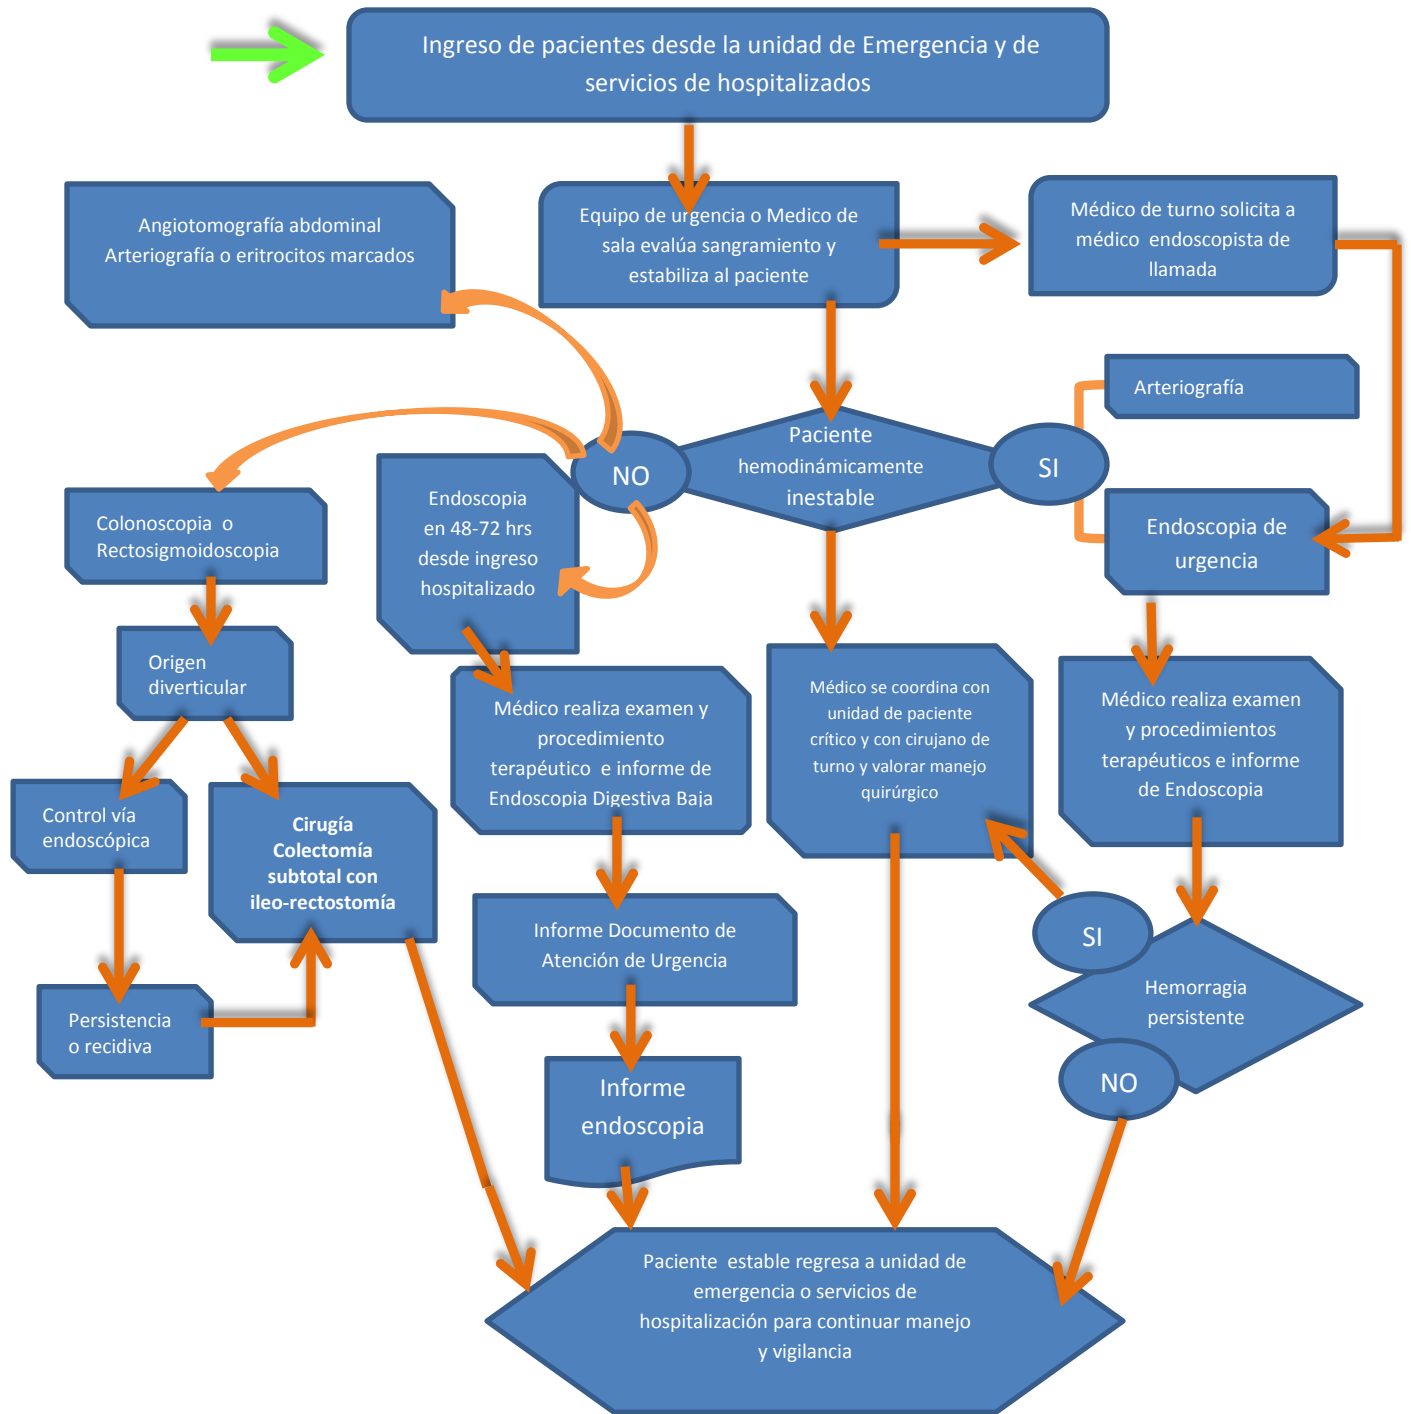 Ingreso de pacientes desde la unidad de Emergencia y de
servicios de hospitalizados
Angiotomografía abdominal
Arteriografía o eritrocitos marcados
Equipo de urgencia o Medico de
sala evalúa sangramiento y
estabiliza al paciente
Médico de turno solicita a
médico endoscopista de
llamada
Arteriografía
Paciente
hemodinámicamente
inestable
NO
SI
Endoscopia
en 48-72 hrs
desde ingreso
hospitalizado
Colonoscopia o
Rectosigmoidoscopia
Endoscopia de
urgencia
Origen
diverticular
Médico realiza examen y
procedimiento
terapéutico e informe de
Endoscopia Digestiva Baja
Médico se coordina con
unidad de paciente
crítico y con cirujano de
turno y valorar manejo
quirúrgico
Médico realiza examen
y procedimientos
terapéuticos e informe
de Endoscopia
Control vía
endoscópica
Cirugía
Colectomía
subtotal con
ileo-rectostomía
Informe Documento de
Atención de Urgencia
SI
Hemorragia
persistente
Persistencia
o recidiva
NO
Informe
endoscopia
Paciente estable regresa a unidad de
emergencia o servicios de
hospitalización para continuar manejo
y vigilancia